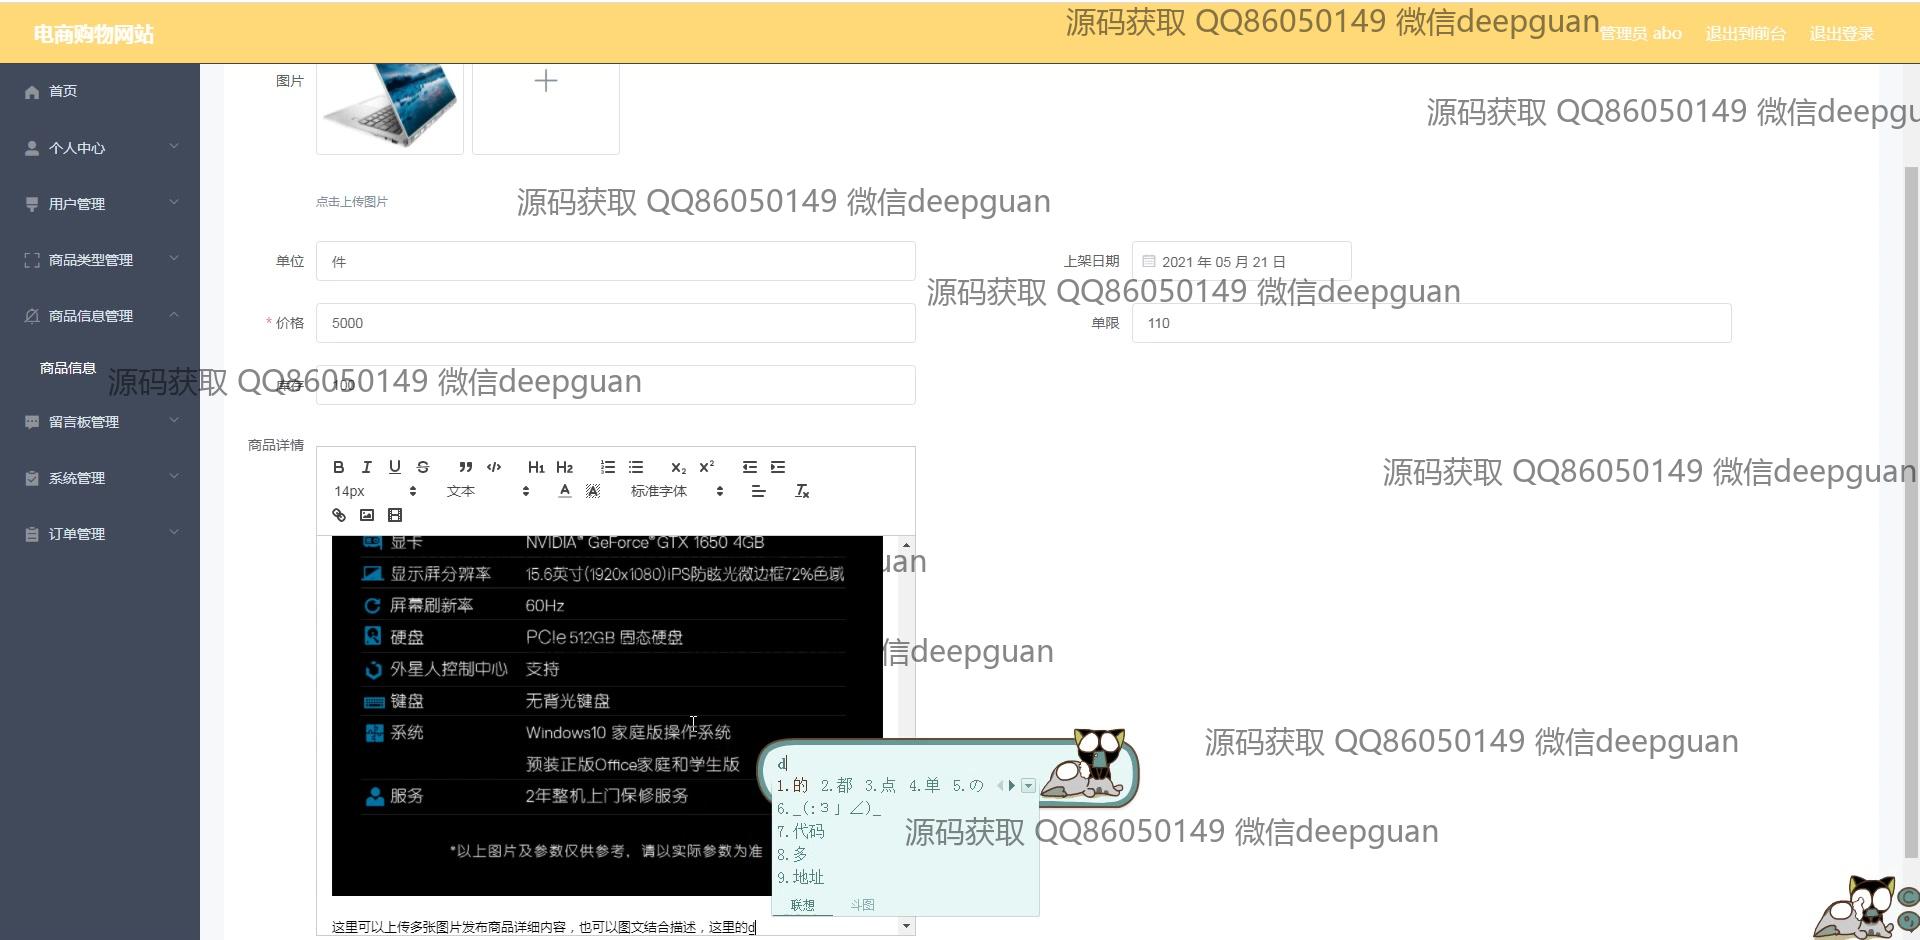 电商购物网站
源码获取 QQ86050149 微信deepguan
管理员 abo 退出到前台 退出登录
首页
个人中心
用户管理
商品类型管理
商品信息管理
商品信息
留言板管理
系统管理
订单管理
图片
源码获取 QQ86050149 微信deepgu
点击上传图片
源码获取 QQ86050149 微信deepguan
单位 件
上架日期 2021 年 05 月 21 日
源码获取 QQ86050149 微信deepguan
* 价格 5000
单限 110
源码获取 QQ86050149 微信deepguan
库存 100
商品详情
源码获取 QQ86050149 微信deepguan
B I U S ” </> H1 H2 X2 X2
14px 文本 A A 标准字体 Tx
显卡 NVIDIA® GeForce® GTX 1650 4GB
uan
显示屏分辨率 15.6英寸(1920x1080)iPS防眩光微边框72%色域
屏幕刷新率 60Hz
硬盘 PCIe 512GB 固态硬盘
信deepguan
外星人控制中心 支持
键盘 无背光键盘
系统 Windows10 家庭版操作系统
源码获取 QQ86050149 微信deepguan
预装正版Office家庭和学生版
服务 2年整机上门保修服务
*以上图片及参数仅供参考，请以实际参数为准
d
1.的 2.都 3.点 4.单 5.の
6._(:3」∠)_
7.代码
8.多
9.地址
联想 斗图
源码获取 QQ86050149 微信deepguan
这里可以上传多张图片发布商品详细内容，也可以图文结合描述，这里的d